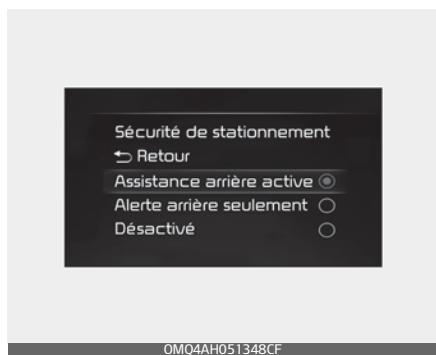 Sécurité de stationnement
⮌ Retour
Assistance arrière active
Alerte arrière seulement
Désactivé
OMQ4AH051348CF